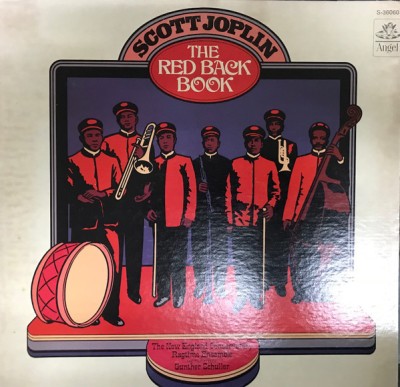 S-36060
Angel
SCOTT JOPLIN
THE
RED BACK
BOOK
The New England Conservatory
Ragtime Ensemble
Gunther Schuller